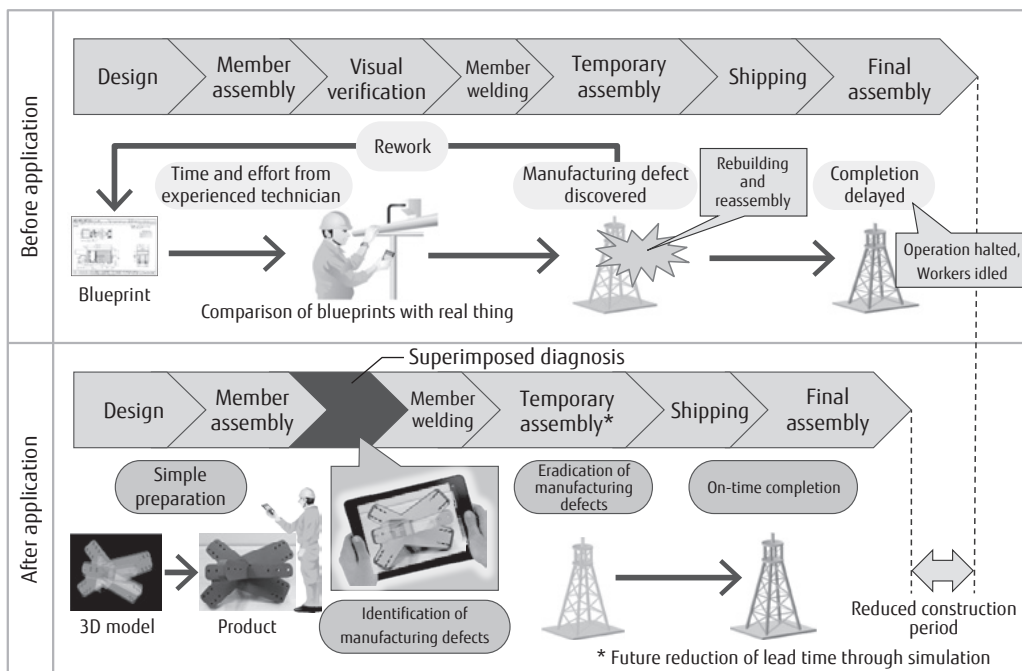 Before application
Design
Member
assembly
Visual
verification
Member
welding
Temporary
assembly
Shipping
Final
assembly
Rework
Time and effort from
experienced technician
Manufacturing defect
discovered
Rebuilding
and
reassembly
Completion
delayed
Operation halted,
Workers idled
Blueprint
Comparison of blueprints with real thing
After application
Superimposed diagnosis
Design
Member
assembly
Member
welding
Temporary
assembly*
Shipping
Final
assembly
Simple
preparation
Eradication of
manufacturing
defects
On-time completion
3D model
Product
Identification of
manufacturing defects
Reduced construction
period
* Future reduction of lead time through simulation